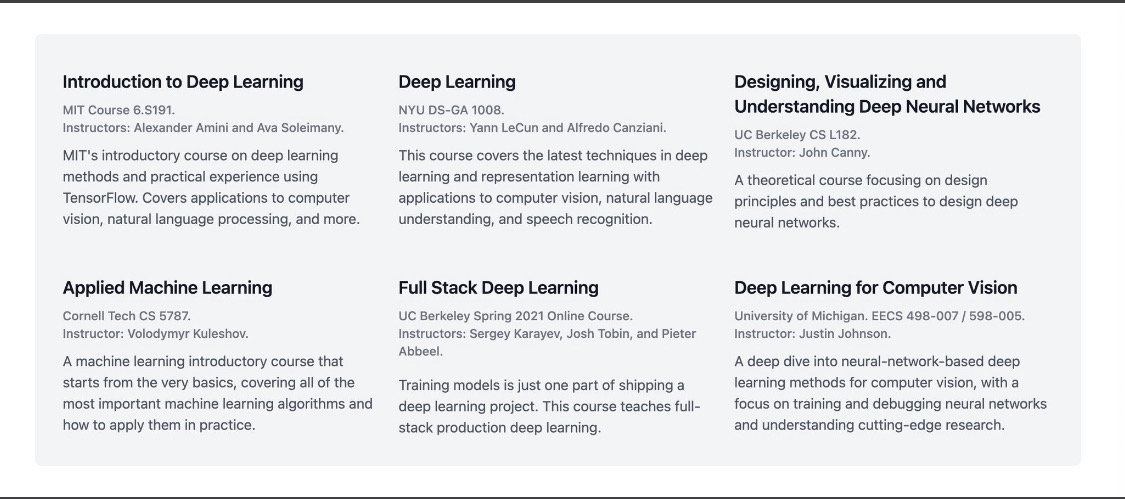 Introduction to Deep Learning
MIT Course 6.S191.
Instructors: Alexander Amini and Ava Soleimany.
MIT's introductory course on deep learning
methods and practical experience using
TensorFlow. Covers applications to computer
vision, natural language processing, and more.
Deep Learning
NYU DS-GA 1008.
Instructors: Yann LeCun and Alfredo Canziani.
This course covers the latest techniques in deep
learning and representation learning with
applications to computer vision, natural language
understanding, and speech recognition.
Designing, Visualizing and
Understanding Deep Neural Networks
UC Berkeley CS L182.
Instructor: John Canny.
A theoretical course focusing on design
principles and best practices to design deep
neural networks.
Applied Machine Learning
Cornell Tech CS 5787.
Instructor: Volodymyr Kuleshov.
A machine learning introductory course that
starts from the very basics, covering all of the
most important machine learning algorithms and
how to apply them in practice.
Full Stack Deep Learning
UC Berkeley Spring 2021 Online Course.
Instructors: Sergey Karayev, Josh Tobin, and Pieter
Abbeel.
Training models is just one part of shipping a
deep learning project. This course teaches full-
stack production deep learning.
Deep Learning for Computer Vision
University of Michigan. EECS 498-007 / 598-005.
Instructor: Justin Johnson.
A deep dive into neural-network-based deep
learning methods for computer vision, with a
focus on training and debugging neural networks
and understanding cutting-edge research.